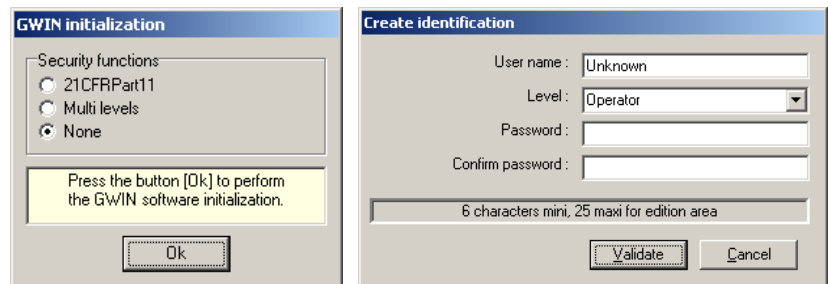 GWIN initialization
Security functions
21CFRPart11
Multi levels
None
Press the button [Ok] to perform
the GWIN software initialization.
Ok
Create identification
User name : Unknown
Level : Operator
Password :
Confirm password :
6 characters mini, 25 maxi for edition area
Validate Cancel